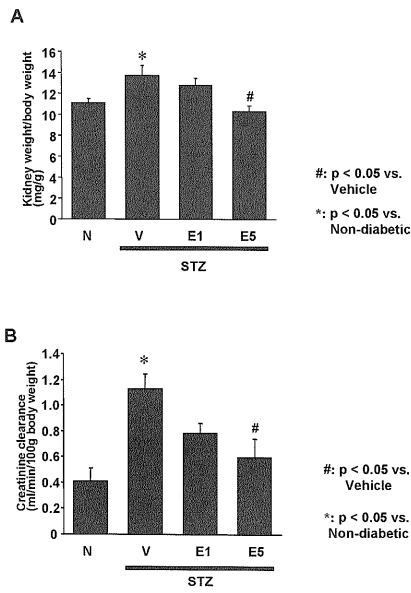 A
Kidney weight/body weight
(mg/g)
16
14
12
10
8
6
4
2
0
*
#
N
V
E1
E5
STZ
#: p < 0.05 vs.
Vehicle
*: p < 0.05 vs.
Non-diabetic
B
Creatinine clearance
(ml/min/100g body weight)
1.4
1.2
1
0.8
0.6
0.4
0.2
0
*
#
N
V
E1
E5
STZ
#: p < 0.05 vs.
Vehicle
*: p < 0.05 vs.
Non-diabetic